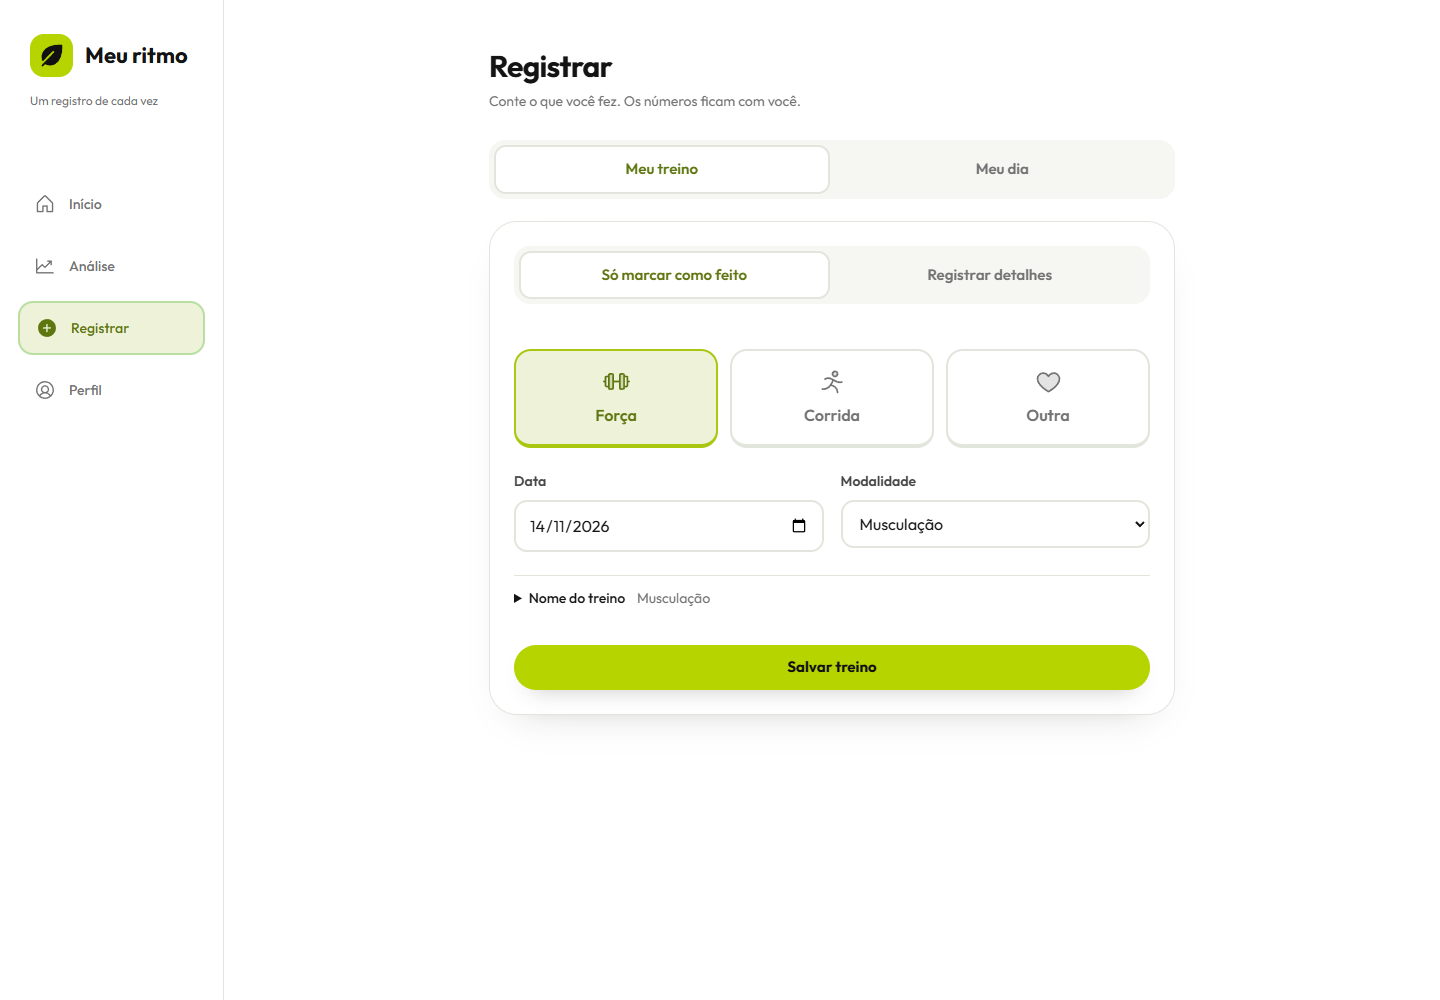 Meu ritmo
Um registro de cada vez
Início
Análise
Registrar
Perfil
Registrar
Conte o que você fez. Os números ficam com você.
Meu treino
Meu dia
Só marcar como feito
Registrar detalhes
Força
Corrida
Outra
Data
Modalidade
14/11/2026
Musculação
Nome do treino Musculação
Salvar treino